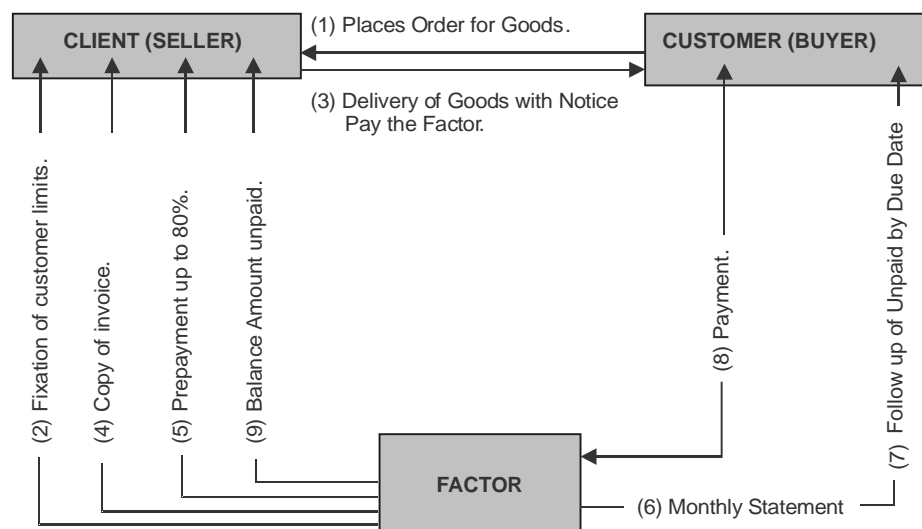 CLIENT (SELLER)
(1) Places Order for Goods.
CUSTOMER (BUYER)
(3) Delivery of Goods with Notice
Pay the Factor.
(2) Fixation of customer limits.
(4) Copy of invoice.
(5) Prepayment up to 80%.
(9) Balance Amount unpaid.
(8) Payment.
(7) Follow up of Unpaid by Due Date
FACTOR
(6) Monthly Statement